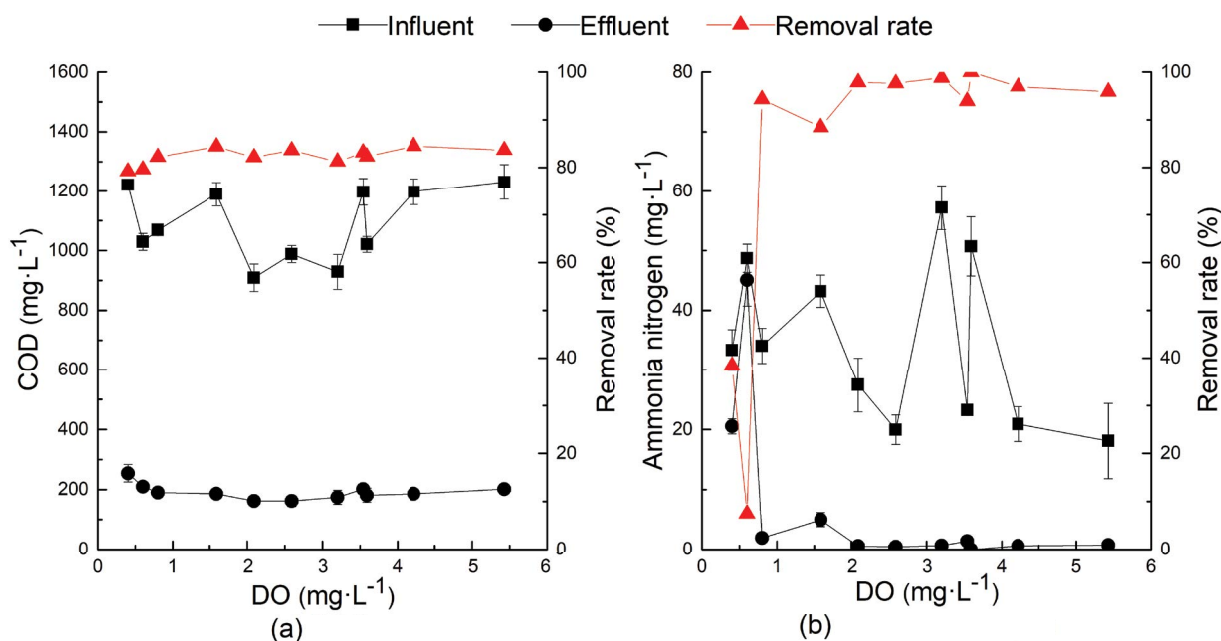 Influent Effluent Removal rate
1600
1400
1200
1000
800
600
400
200
0
COD (mg·L⁻¹)
100
80
60
40
20
0
Removal rate (%)
0 1 2 3 4 5 6
DO (mg·L⁻¹)
(a)
80
60
40
20
0
Ammonia nitrogen (mg·L⁻¹)
100
80
60
40
20
0
Removal rate (%)
0 1 2 3 4 5 6
DO (mg·L⁻¹)
(b)